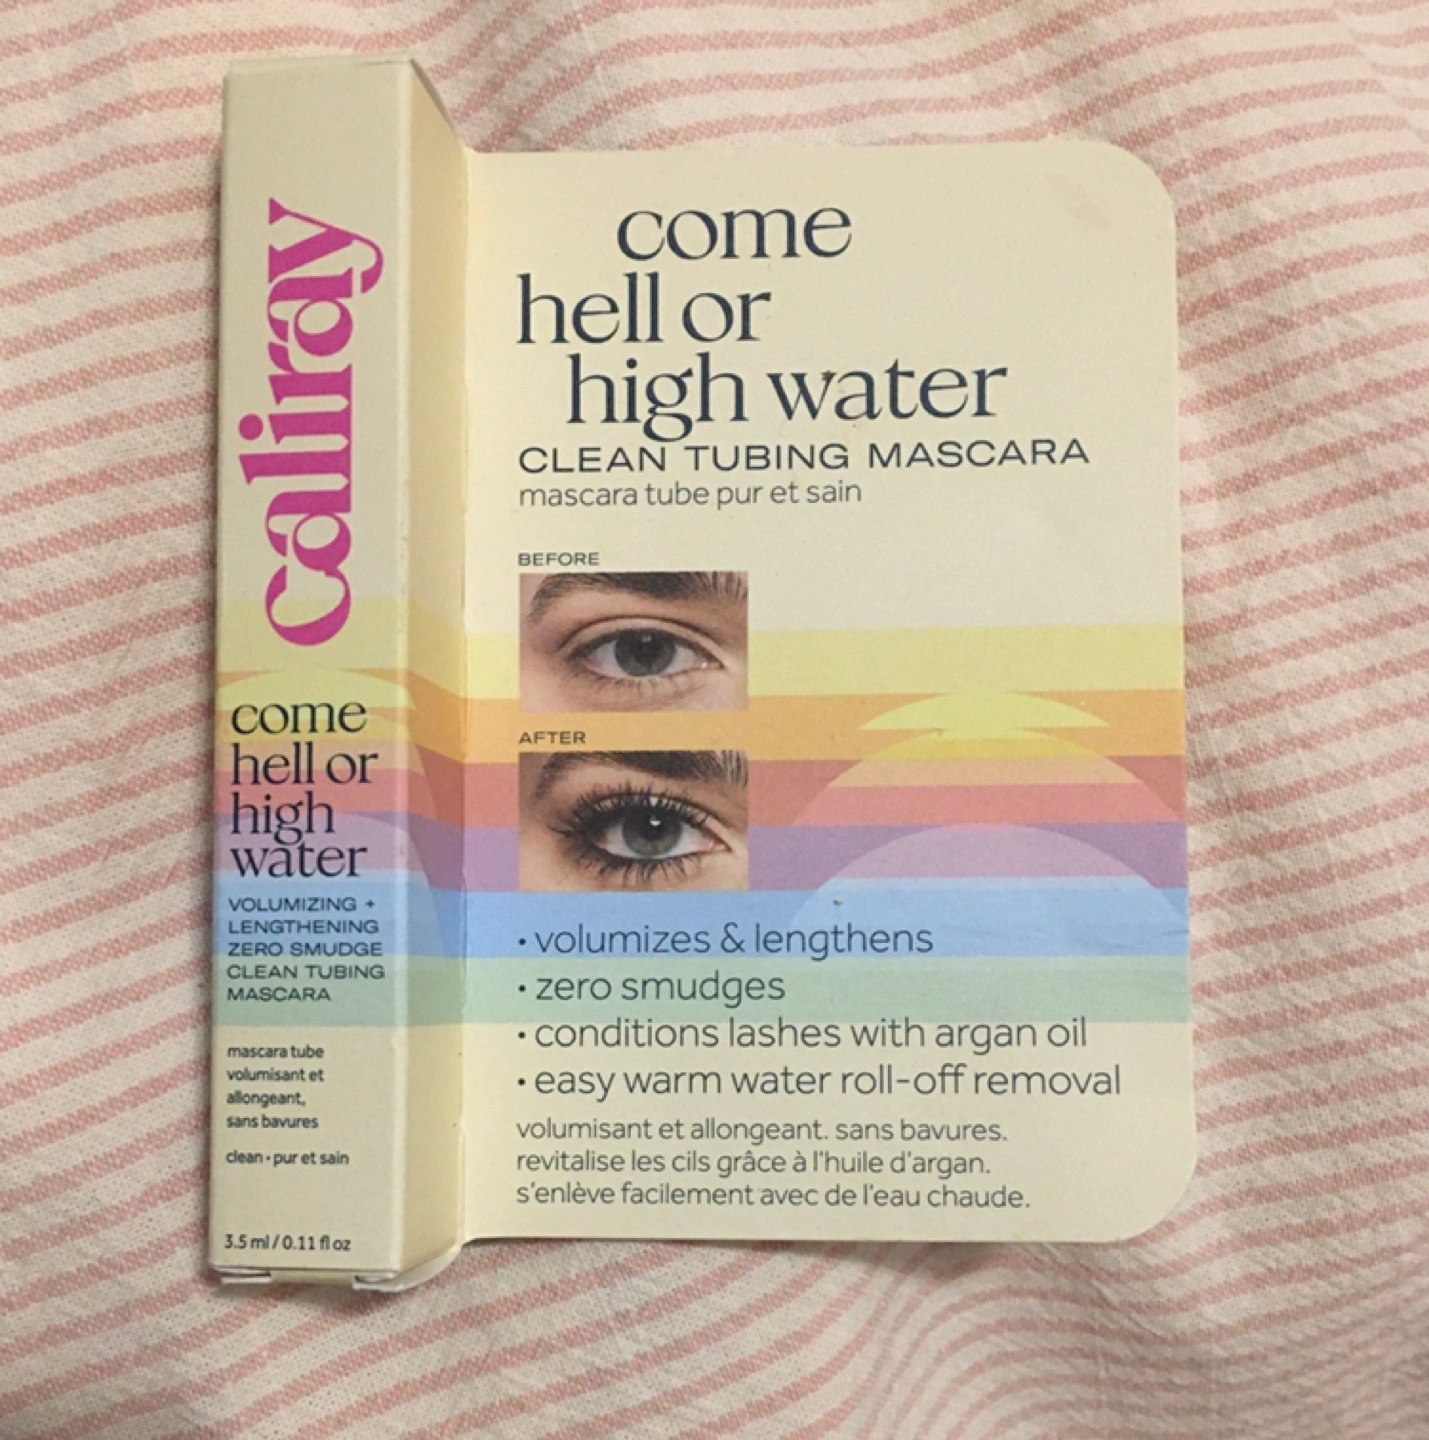 caliray
come
hell or
high
water
VOLUMIZING +
LENGTHENING
ZERO SMUDGE
CLEAN TUBING
MASCARA
mascara tube
volumisant et
allongeant,
sans bavures
clean • pur et sain
3.5 ml / 0.11 fl oz
come
hell or
high water
CLEAN TUBING MASCARA
mascara tube pur et sain
BEFORE
AFTER
• volumizes & lengthens
• zero smudges
• conditions lashes with argan oil
• easy warm water roll-off removal
volumisant et allongeant. sans bavures.
revitalise les cils grâce à l'huile d'argan.
s'enlève facilement avec de l'eau chaude.